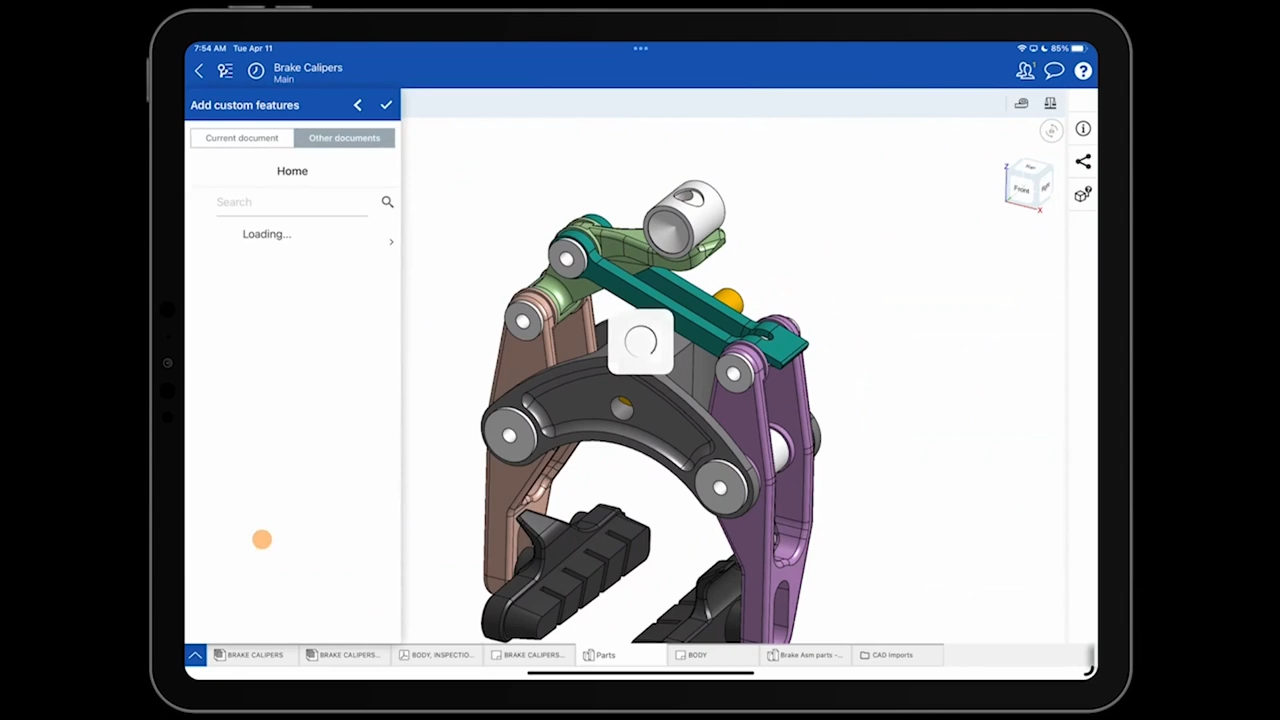 7:54 AM Tue Apr 11
85%
Brake Calipers
Main
1
Add custom features
Current document
Other documents
Home
Search
Loading...
Z
Front
X
BRAKE CALIPERS
BRAKE CALIPERS...
BODY, INSPECTIO...
BRAKE CALIPERS...
Parts
BODY
Brake Asm parts -...
CAD Imports